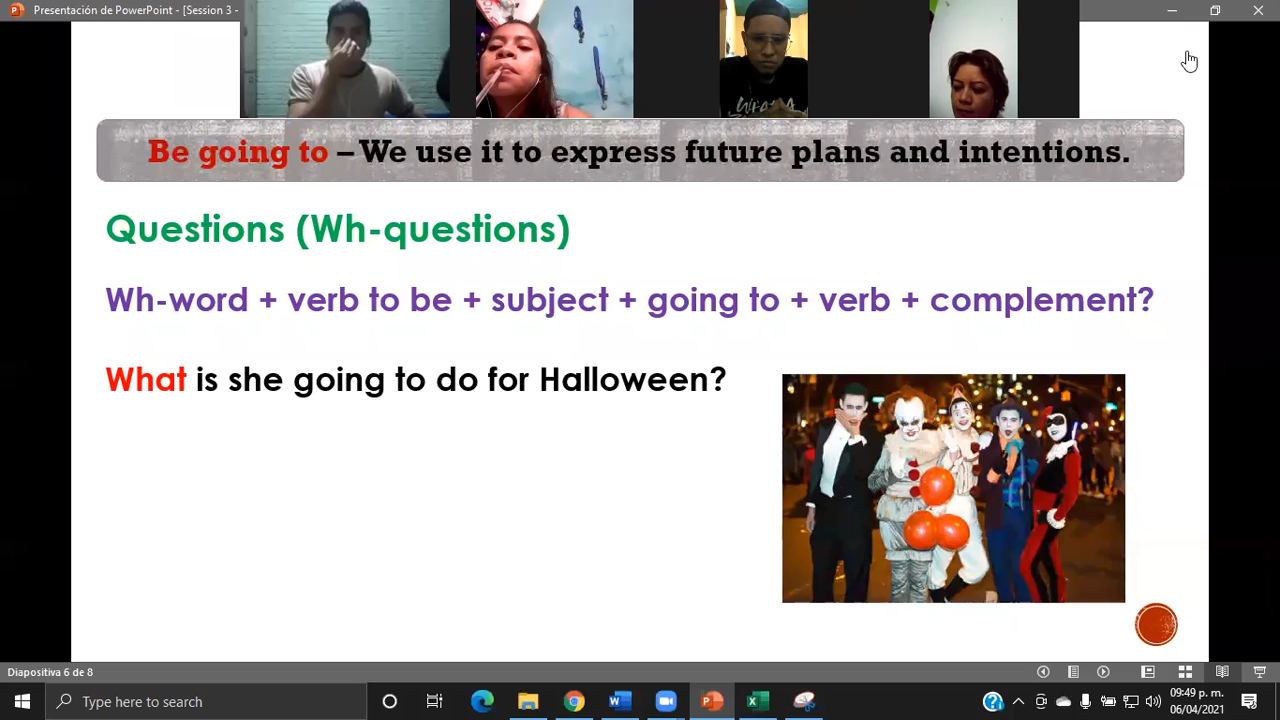 Presentación de PowerPoint - [Session 3 -
Be going to – We use it to express future plans and intentions.
Questions (Wh-questions)
Wh-word + verb to be + subject + going to + verb + complement?
What is she going to do for Halloween?
Diapositiva 6 de 8
Type here to search
09:49 p. m.
06/04/2021